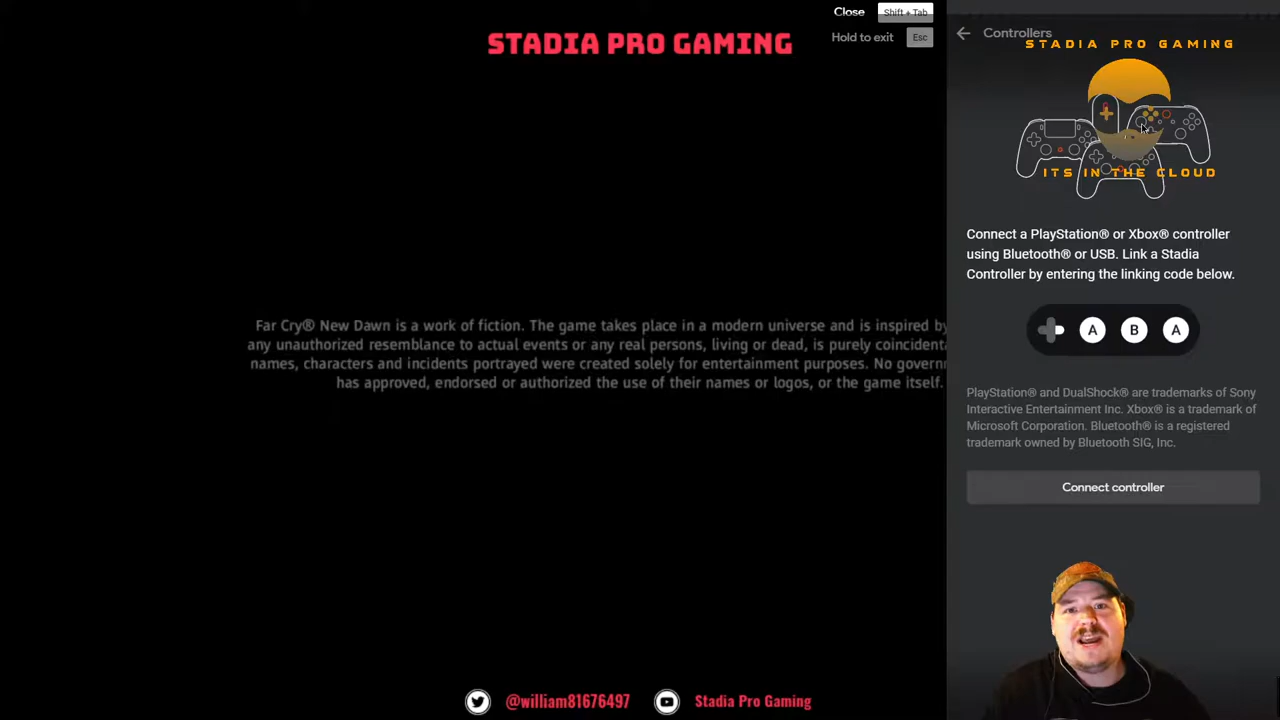 Close Shift + Tab
Hold to exit Esc
STADIA PRO GAMING
Controllers
STADIA PRO GAMING
ITS IN THE CLOUD
Connect a PlayStation® or Xbox® controller
using Bluetooth® or USB. Link a Stadia
Controller by entering the linking code below.
A B A
PlayStation® and DualShock® are trademarks of Sony
Interactive Entertainment Inc. Xbox® is a trademark of
Microsoft Corporation. Bluetooth® is a registered
trademark owned by Bluetooth SIG, Inc.
Connect controller
Far Cry® New Dawn is a work of fiction. The game takes place in a modern universe and is inspired by
any unauthorized resemblance to actual events or any real persons, living or dead, is purely
names, characters and incidents portrayed were created solely for entertainment purposes. No
has approved, endorsed or authorized the use of their names or logos, or the game itself.
@william81676497 Stadia Pro Gaming